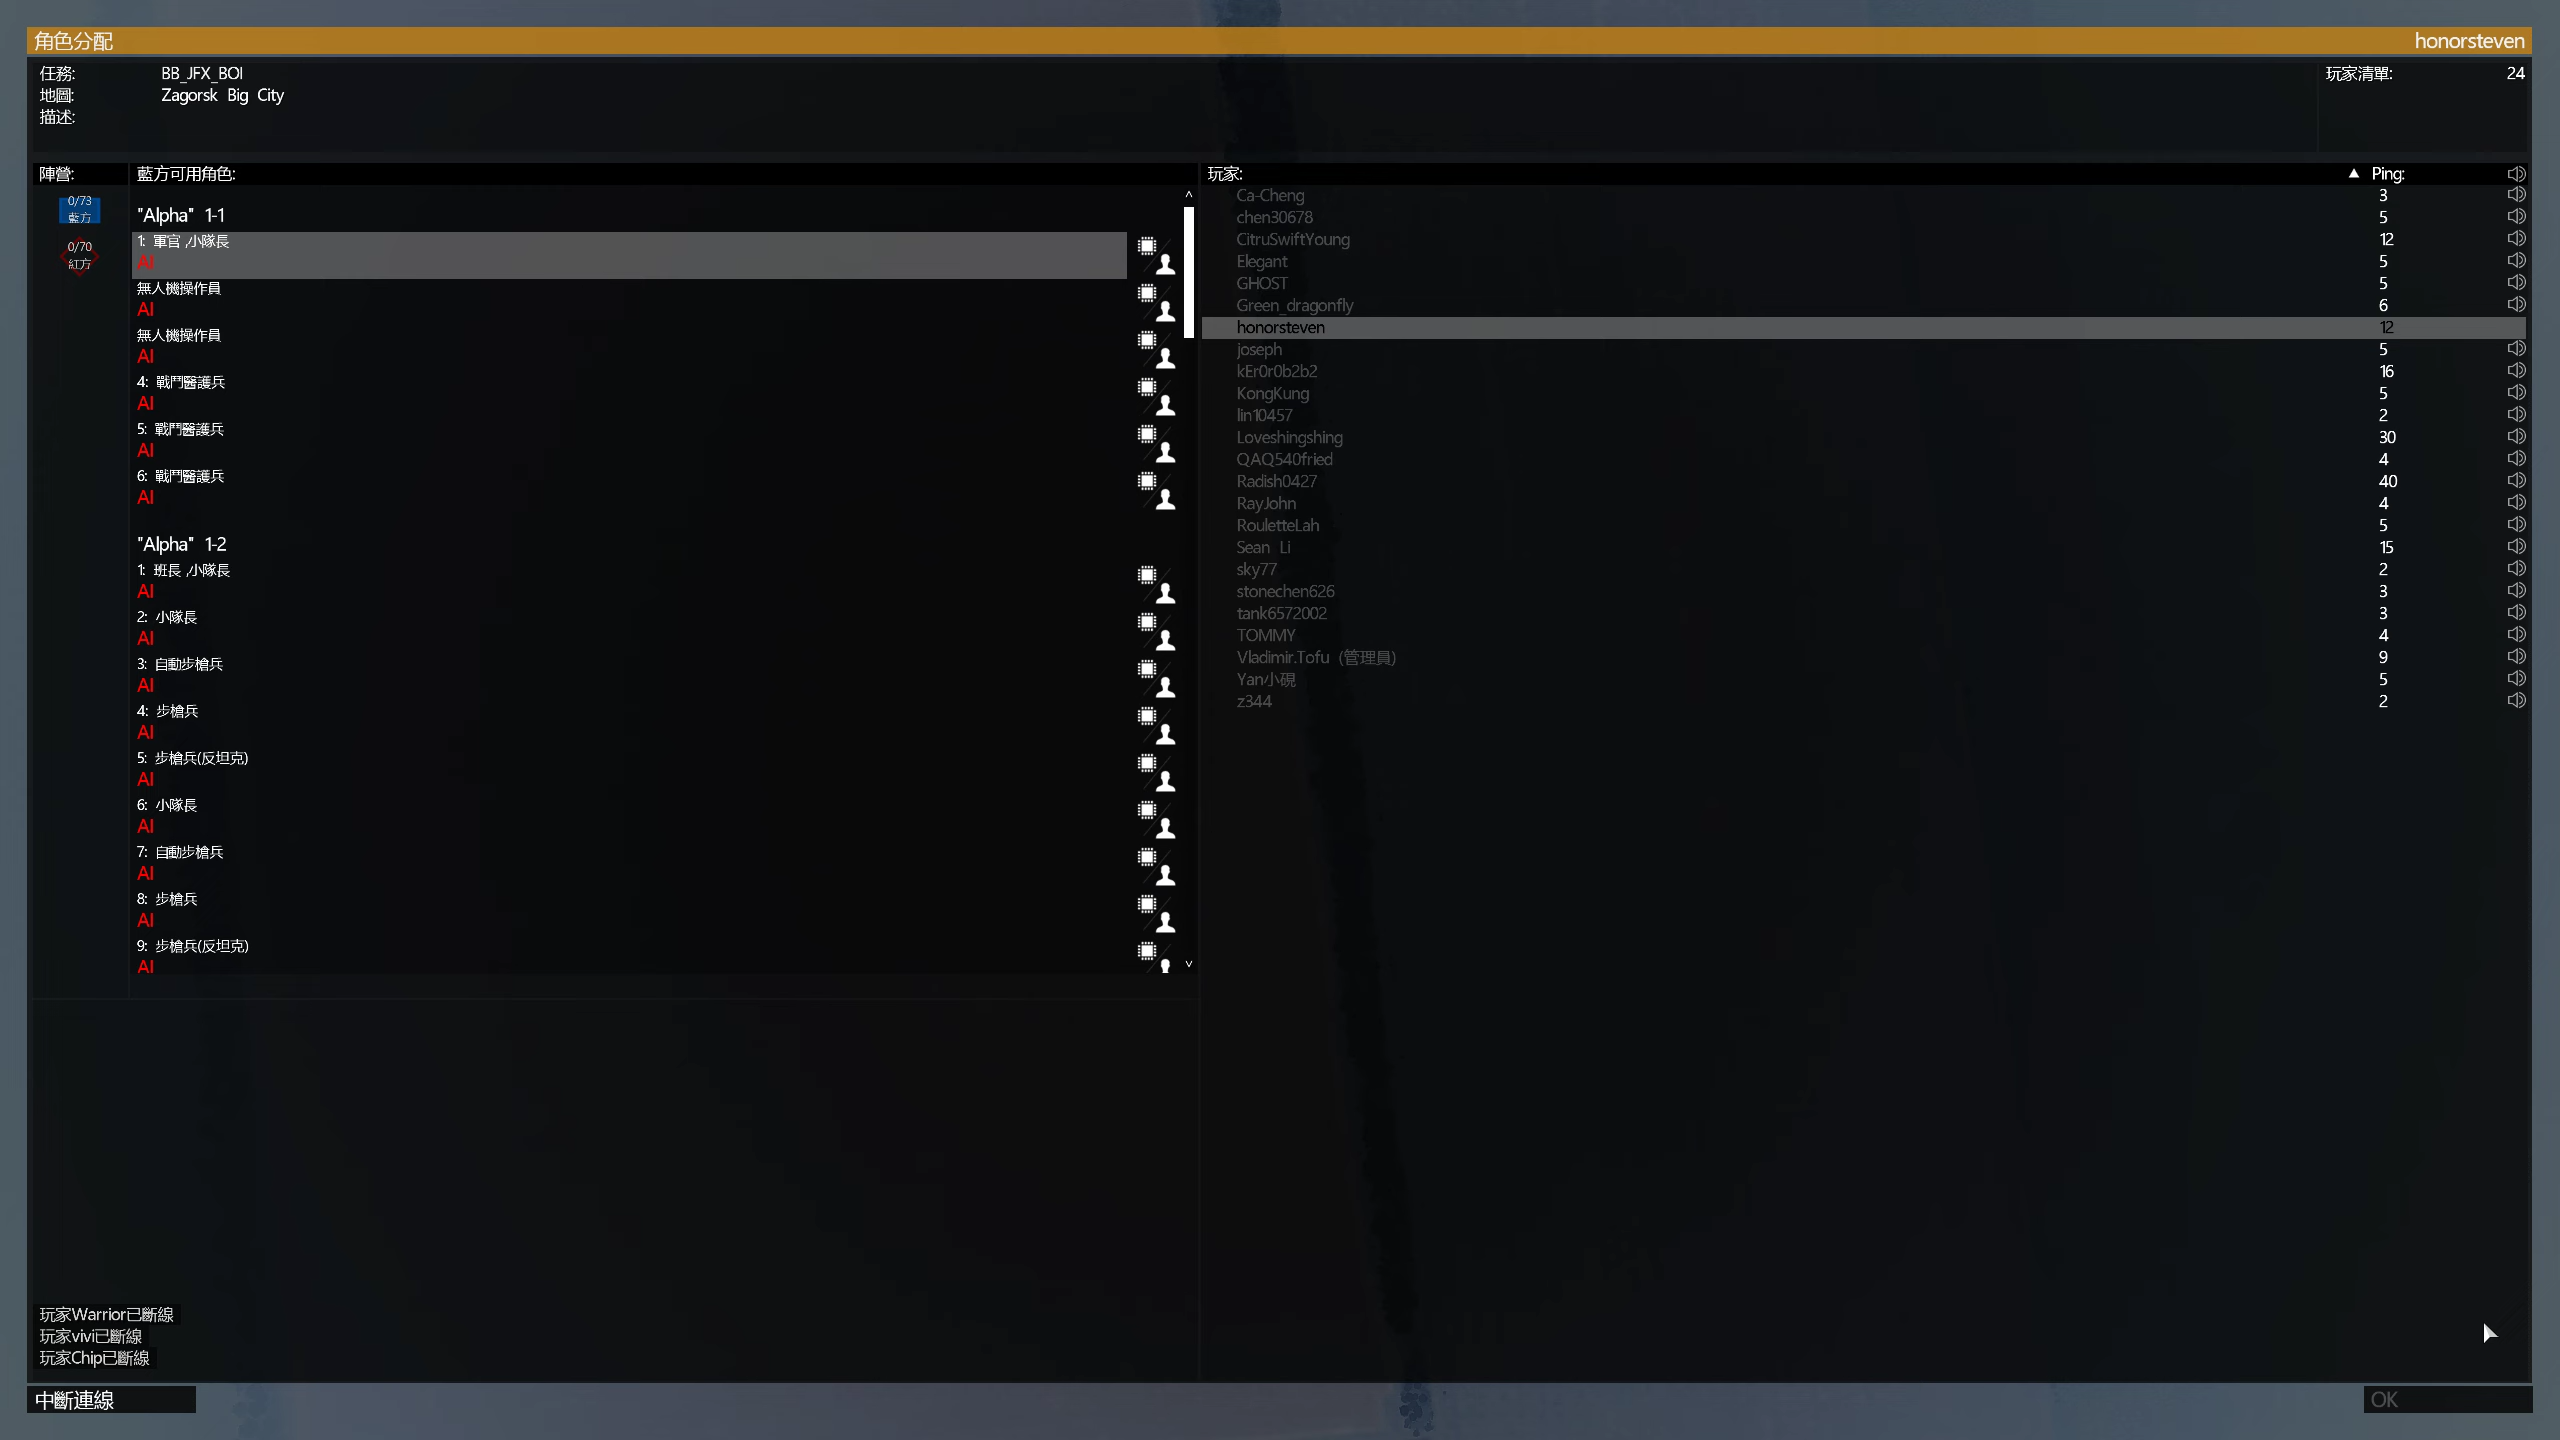 角色分配
honorsteven
任務: BB_JFX_BOI
地圖: Zagorsk Big City
描述:
玩家清單: 24
陣營:
0/73
藍方
0/70
紅方
藍方可用角色:
"Alpha" 1-1
1: 軍官 ,小隊長
AI
無人機操作員
AI
無人機操作員
AI
4: 戰鬥醫護兵
AI
5: 戰鬥醫護兵
AI
6: 戰鬥醫護兵
AI
"Alpha" 1-2
1: 班長 ,小隊長
AI
2: 小隊長
AI
3: 自動步槍兵
AI
4: 步槍兵
AI
5: 步槍兵(反坦克)
AI
6: 小隊長
AI
7: 自動步槍兵
AI
8: 步槍兵
AI
9: 步槍兵(反坦克)
AI
玩家: ▲ Ping:
Ca-Cheng 3
chen30678 5
CitruSwiftYoung 12
Elegant 5
GHOST 5
Green_dragonfly 6
honorsteven 12
joseph 5
kEr0r0b2b2 16
KongKung 5
lin10457 2
Loveshingshing 30
QAQ540fried 4
Radish0427 40
RayJohn 4
RouletteLah 5
Sean Li 15
sky77 2
stonechen626 3
tank6572002 3
TOMMY 4
Vladimir.Tofu (管理員) 9
Yan小硯 5
z344 2
玩家Warrior已斷線
玩家vivi已斷線
玩家Chip已斷線
中斷連線
OK